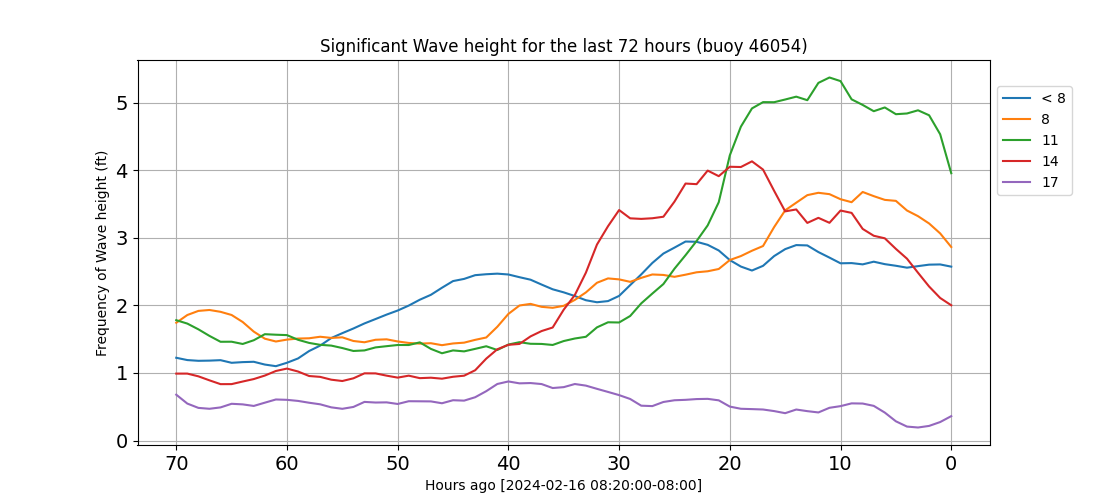 Significant Wave height for the last 72 hours (buoy 46054)
Frequency of Wave height (ft)
5
4
3
2
1
0
70 60 50 40 30 20 10 0
Hours ago [2024-02-16 08:20:00-08:00]
< 8
8
11
14
17